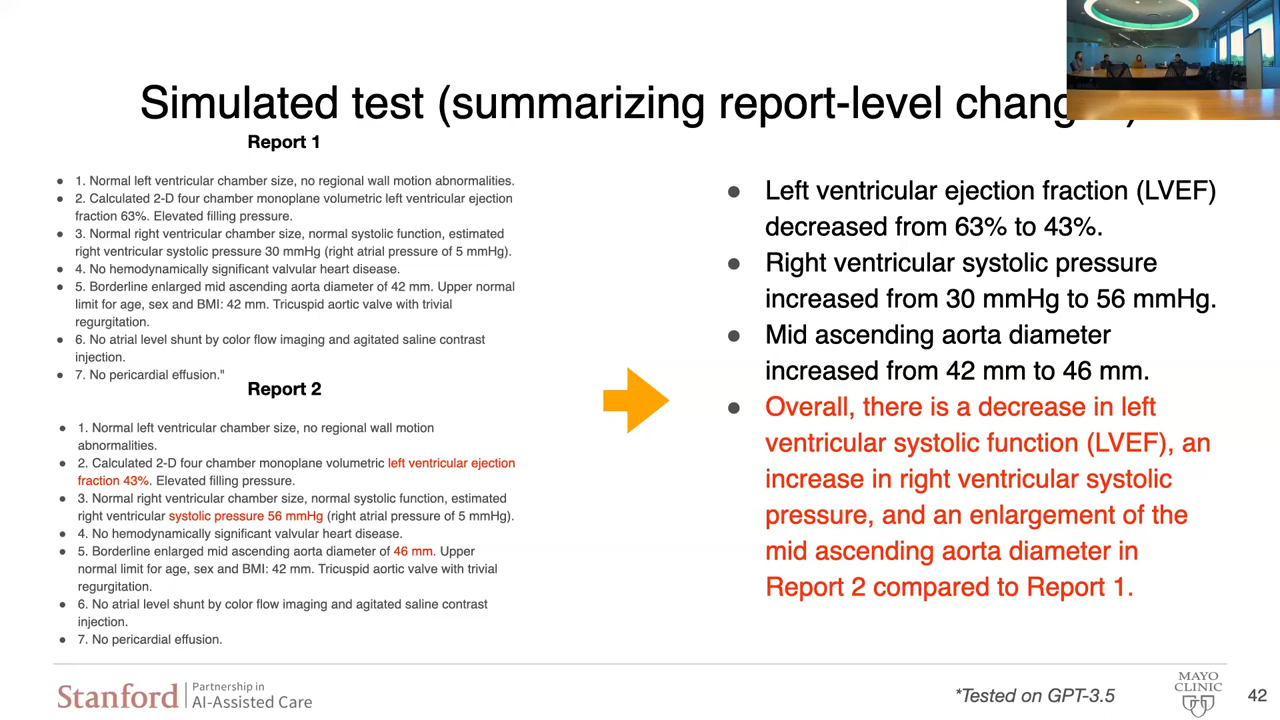 Simulated test (summarizing report-level chang
Report 1
● 1. Normal left ventricular chamber size, no regional wall motion abnormalities.
● 2. Calculated 2-D four chamber monoplane volumetric left ventricular ejection
fraction 63%. Elevated filling pressure.
● 3. Normal right ventricular chamber size, normal systolic function, estimated
right ventricular systolic pressure 30 mmHg (right atrial pressure of 5 mmHg).
● 4. No hemodynamically significant valvular heart disease.
● 5. Borderline enlarged mid ascending aorta diameter of 42 mm. Upper normal
limit for age, sex and BMI: 42 mm. Tricuspid aortic valve with trivial
regurgitation.
● 6. No atrial level shunt by color flow imaging and agitated saline contrast
injection.
● 7. No pericardial effusion."
Report 2
● 1. Normal left ventricular chamber size, no regional wall motion
abnormalities.
● 2. Calculated 2-D four chamber monoplane volumetric left ventricular ejection
fraction 43%. Elevated filling pressure.
● 3. Normal right ventricular chamber size, normal systolic function, estimated
right ventricular systolic pressure 56 mmHg (right atrial pressure of 5 mmHg).
● 4. No hemodynamically significant valvular heart disease.
● 5. Borderline enlarged mid ascending aorta diameter of 46 mm. Upper
normal limit for age, sex and BMI: 42 mm. Tricuspid aortic valve with trivial
regurgitation.
● 6. No atrial level shunt by color flow imaging and agitated saline contrast
injection.
● 7. No pericardial effusion.
● Left ventricular ejection fraction (LVEF)
decreased from 63% to 43%.
● Right ventricular systolic pressure
increased from 30 mmHg to 56 mmHg.
● Mid ascending aorta diameter
increased from 42 mm to 46 mm.
● Overall, there is a decrease in left
ventricular systolic function (LVEF), an
increase in right ventricular systolic
pressure, and an enlargement of the
mid ascending aorta diameter in
Report 2 compared to Report 1.
Stanford
Partnership in
AI-Assisted Care
*Tested on GPT-3.5
MAYO
CLINIC
42